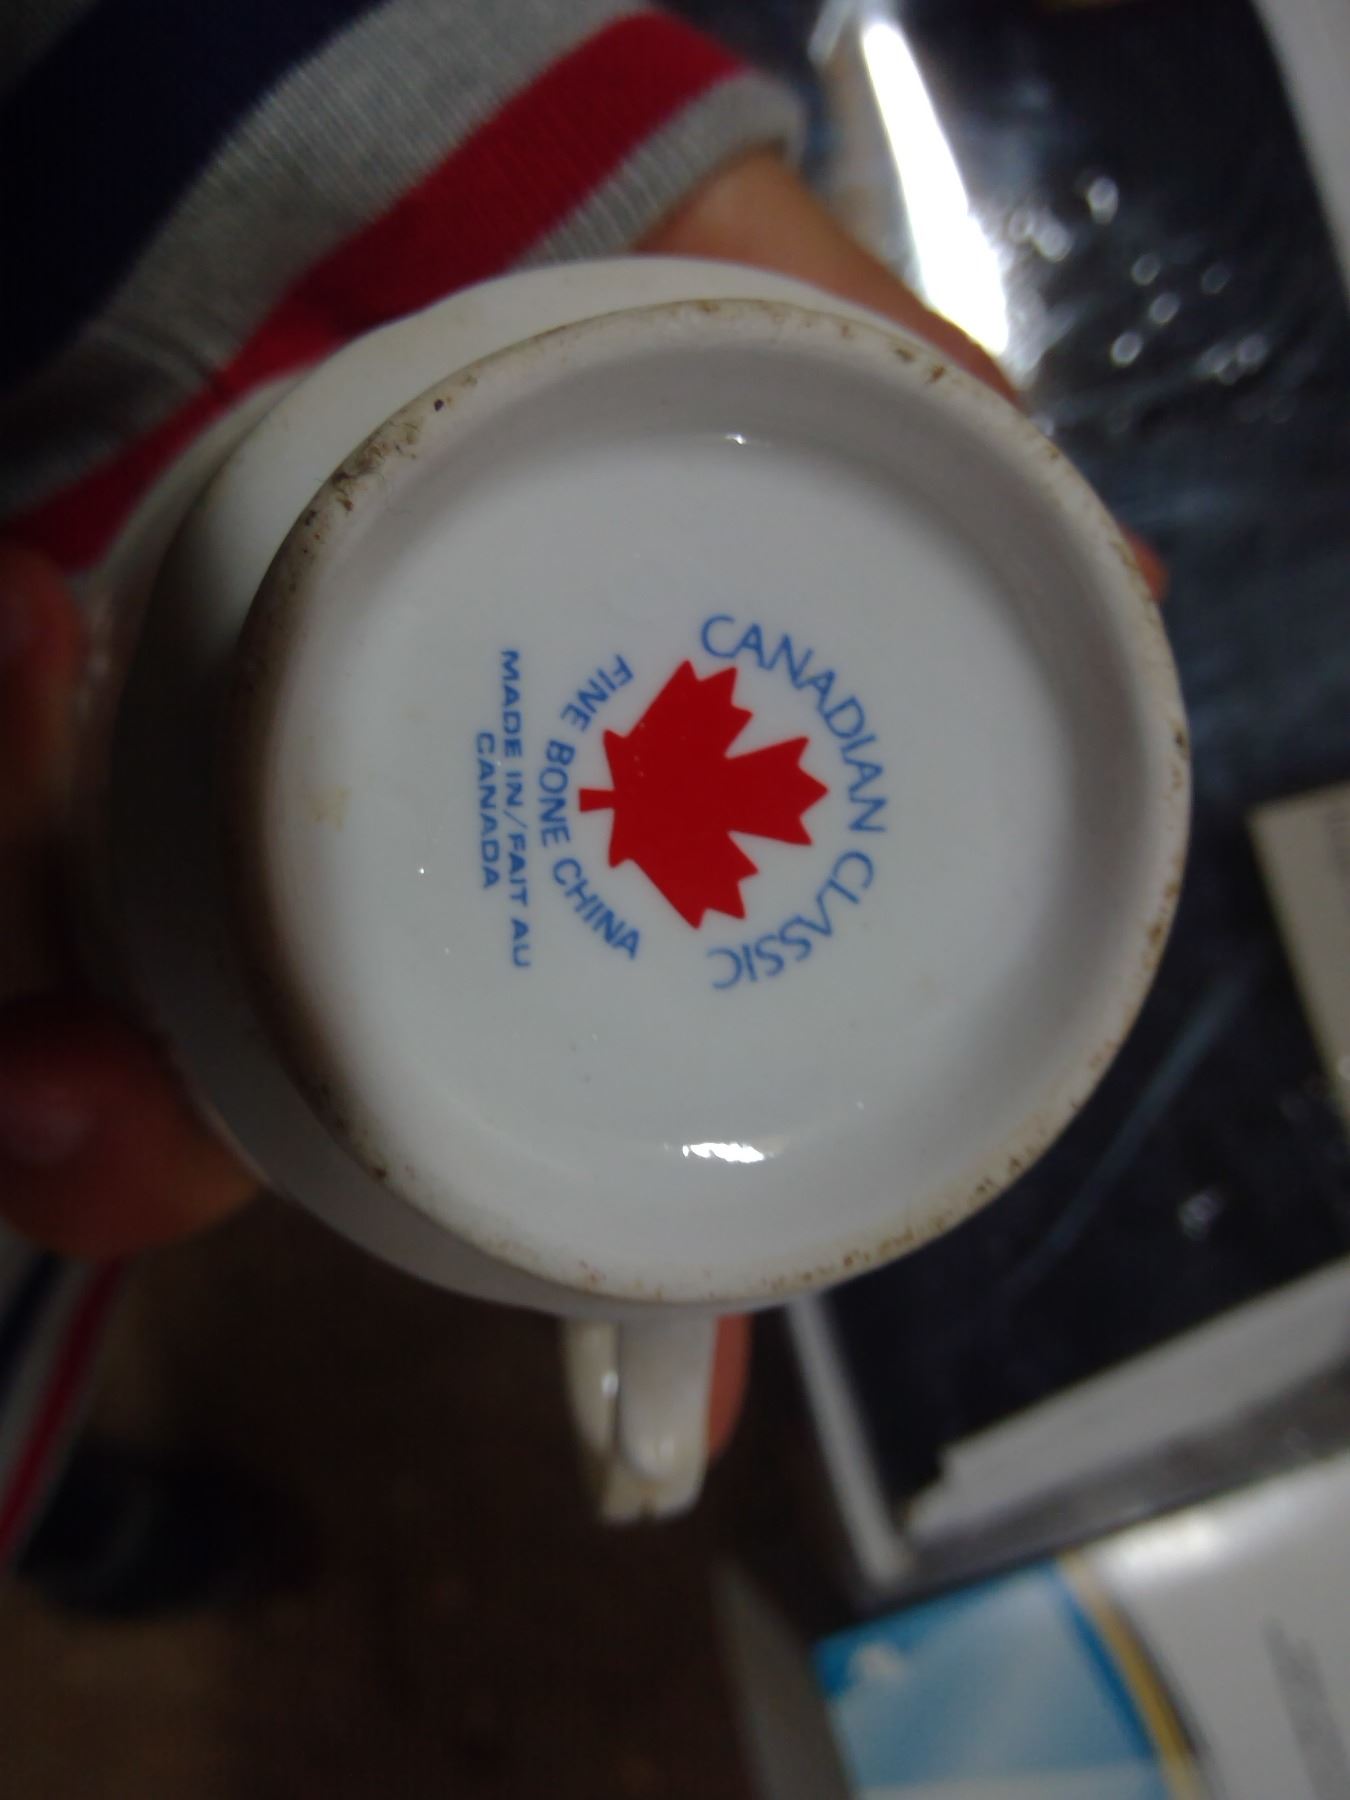 CANADIAN CLASSIC
FINE BONE CHINA
MADE IN/FAIT AU
CANADA